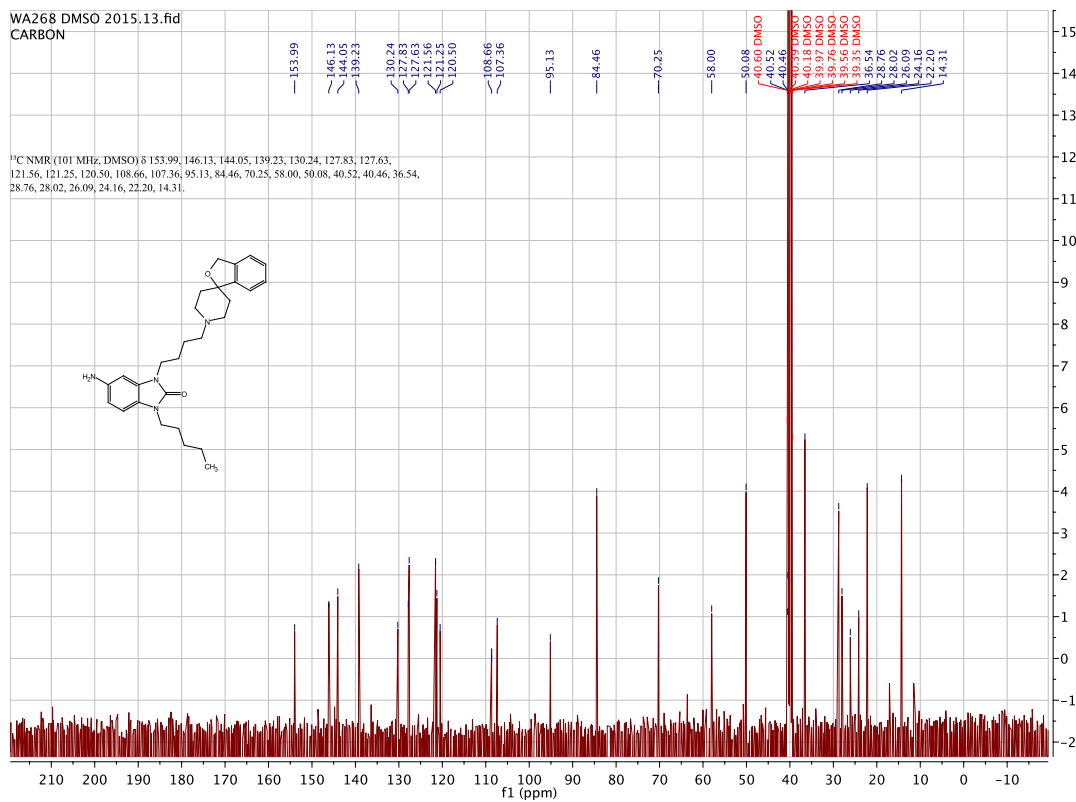 WA268 DMSO 2015.13.fid
CARBON
153.99
146.13
144.05
139.23
130.24
127.83
127.63
121.56
121.25
120.50
108.66
107.36
95.13
84.46
70.25
58.00
50.08
40.60 DMSO
40.52
40.46
40.39 DMSO
40.18 DMSO
39.97 DMSO
39.76 DMSO
39.56 DMSO
39.35 DMSO
36.54
28.76
28.02
26.09
24.16
22.20
14.31
¹³C NMR (101 MHz, DMSO) δ 153.99, 146.13, 144.05, 139.23, 130.24, 127.83, 127.63,
121.56, 121.25, 120.50, 108.66, 107.36, 95.13, 84.46, 70.25, 58.00, 50.08, 40.52, 40.46, 36.54,
28.76, 28.02, 26.09, 24.16, 22.20, 14.31.
O
N
H₂N
N
O
N
CH₃
15
14
13
12
11
10
9
8
7
6
5
4
3
2
1
0
-1
-2
210 200 190 180 170 160 150 140 130 120 110 100 90 80 70 60 50 40 30 20 10 0 -10
f1 (ppm)